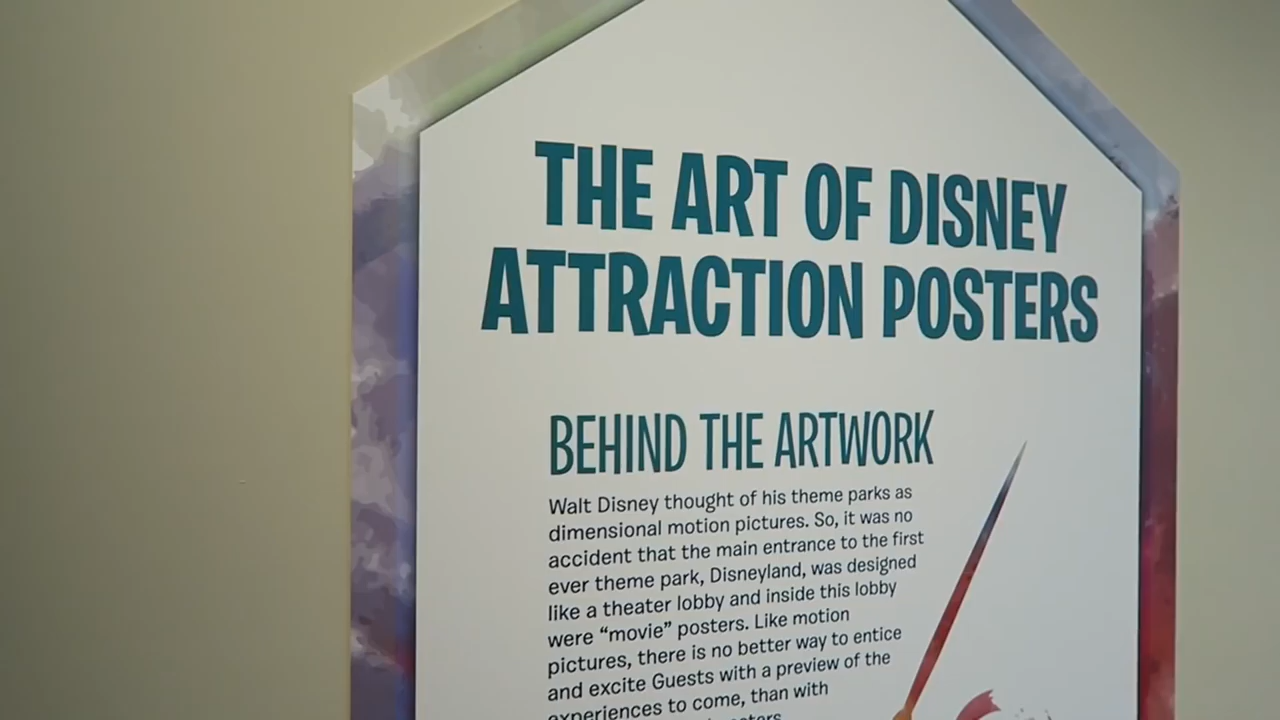 THE ART OF DISNEY
ATTRACTION POSTERS
BEHIND THE ARTWORK
Walt Disney thought of his theme parks as
dimensional motion pictures. So, it was no
accident that the main entrance to the first
ever theme park, Disneyland, was designed
like a theater lobby and inside this lobby
were “movie” posters. Like motion
pictures, there is no better way to entice
and excite Guests with a preview of the
experiences to come, than with